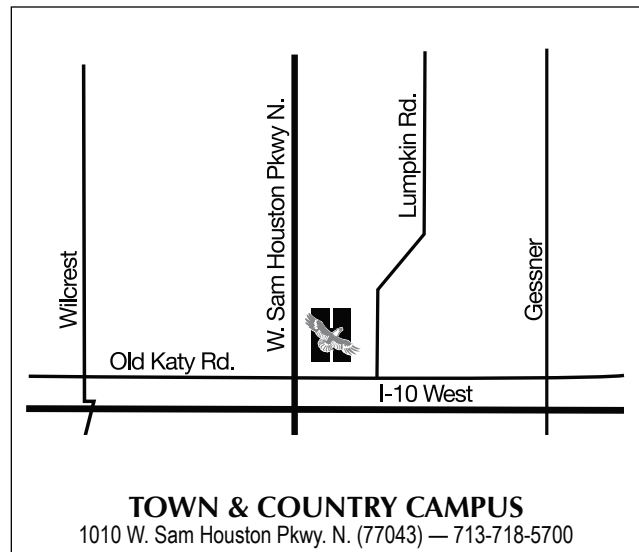 W. Sam Houston Pkwy N.
Lumpkin Rd.
Wilcrest
Gessner
Old Katy Rd.
I-10 West
TOWN & COUNTRY CAMPUS
1010 W. Sam Houston Pkwy. N. (77043) — 713-718-5700